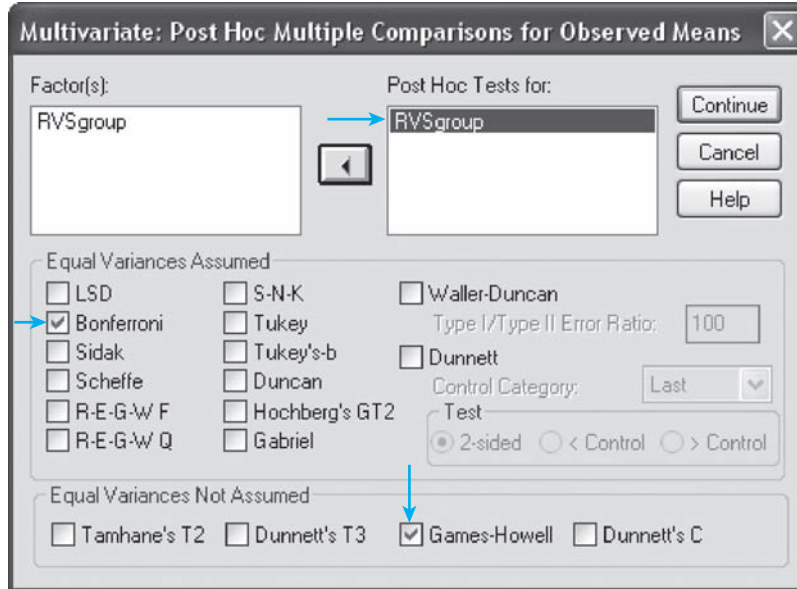 Multivariate: Post Hoc Multiple Comparisons for Observed Means
Factor(s):
RVSgroup
Post Hoc Tests for:
RVSgroup
Continue
Cancel
Help
Equal Variances Assumed
LSD
Bonferroni
Sidak
Scheffe
R-E-G-W F
R-E-G-W Q
S-N-K
Tukey
Tukey's-b
Duncan
Hochberg's GT2
Gabriel
Waller-Duncan
Type I/Type II Error Ratio: 100
Dunnett
Control Category: Last
Test
2-sided < Control > Control
Equal Variances Not Assumed
Tamhane's T2 Dunnett's T3 Games-Howell Dunnett's C